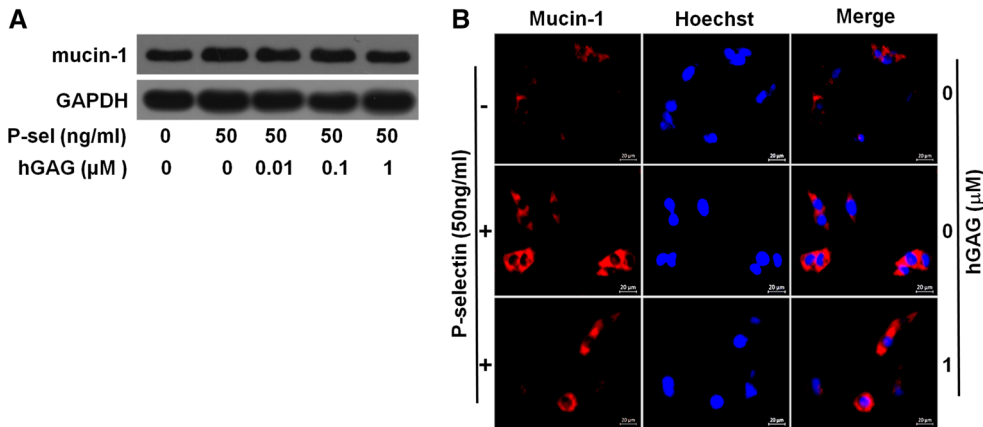 A
mucin-1
GAPDH
P-sel (ng/ml) 0 50 50 50 50
hGAG (μM ) 0 0 0.01 0.1 1
B
Mucin-1 Hoechst Merge
P-selectin (50ng/ml)
- 0
+ 0
+ 1
hGAG (μM)
20 μm 20 μm 20 μm
20 μm 20 μm 20 μm
20 μm 20 μm 20 μm